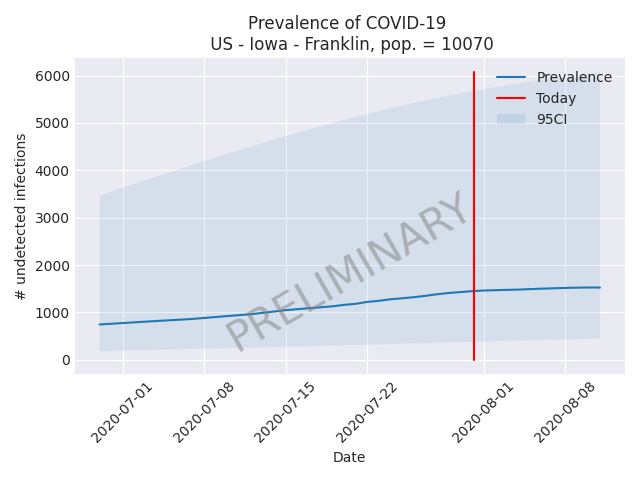 Prevalence of COVID-19
US - Iowa - Franklin, pop. = 10070
Prevalence
Today
95CI
6000
5000
4000
3000
2000
1000
0
# undetected infections
PRELIMINARY
2020-07-01
2020-07-08
2020-07-15
2020-07-22
2020-08-01
2020-08-08
Date